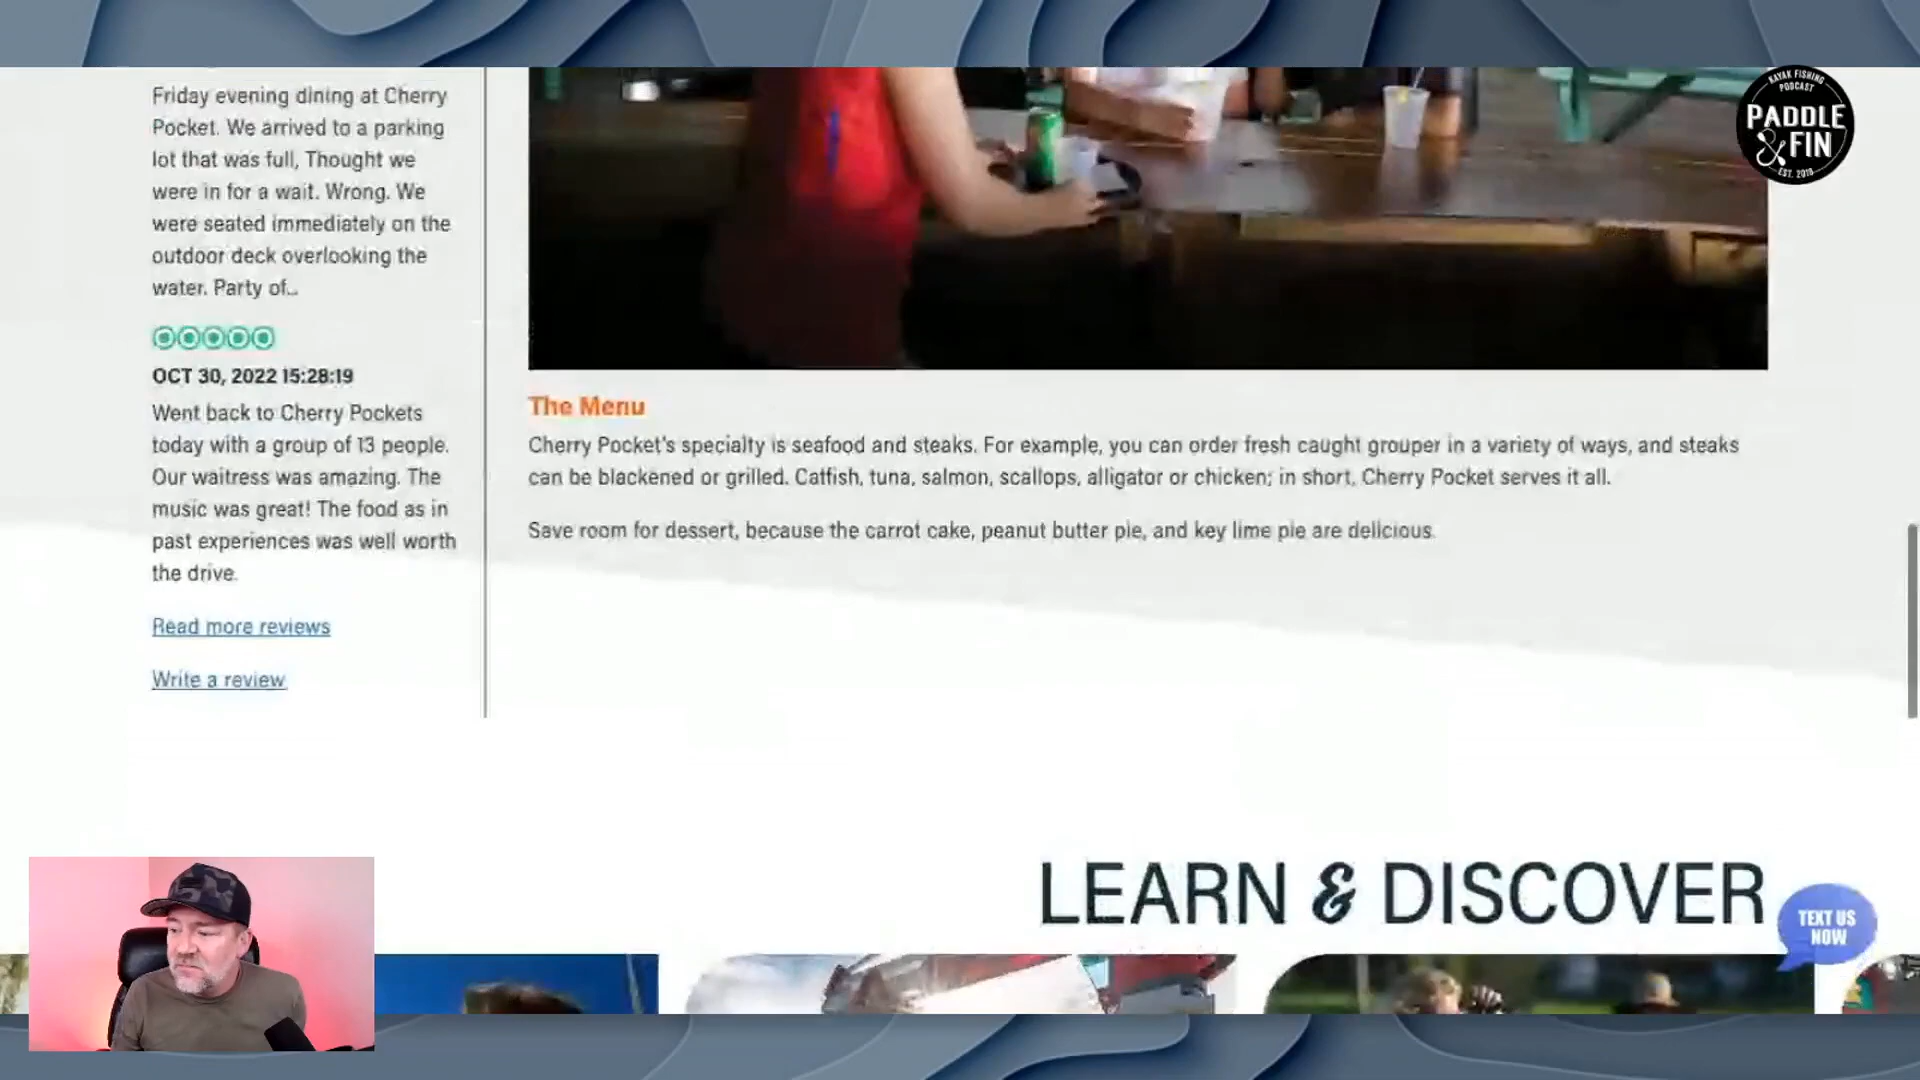 Friday evening dining at Cherry
Pocket. We arrived to a parking
lot that was full, Thought we
were in for a wait. Wrong. We
were seated immediately on the
outdoor deck overlooking the
water. Party of...
OCT 30, 2022 15:28:19
Went back to Cherry Pockets
today with a group of 13 people.
Our waitress was amazing. The
music was great! The food as in
past experiences was well worth
the drive.
Read more reviews
Write a review
The Menu
Cherry Pocket's specialty is seafood and steaks. For example, you can order fresh caught grouper in a variety of ways, and steaks
can be blackened or grilled. Catfish, tuna, salmon, scallops, alligator or chicken; in short, Cherry Pocket serves it all.
Save room for dessert, because the carrot cake, peanut butter pie, and key lime pie are delicious.
LEARN & DISCOVER
TEXT US
NOW
KAYAK FISHING
PODCAST
PADDLE
& FIN
EST. 2018